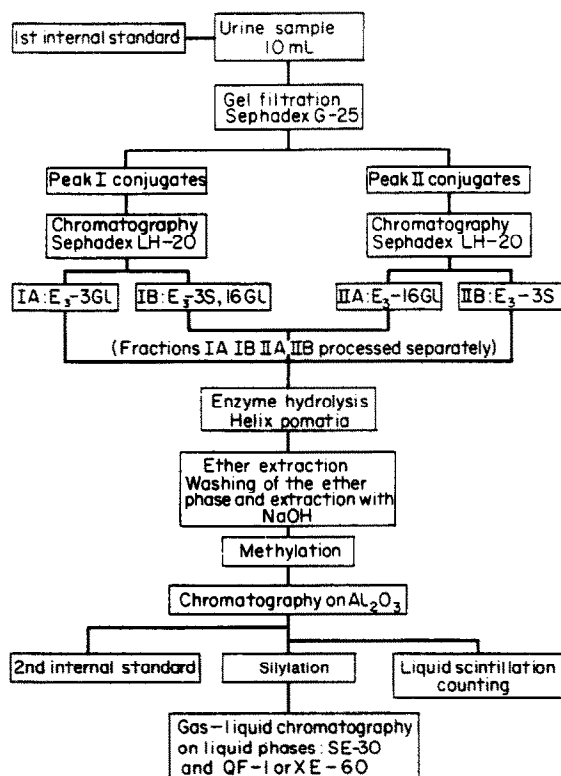 1st internal standard
Urine sample
10 mL
Gel filtration
Sephadex G-25
Peak I conjugates
Peak II conjugates
Chromatography
Sephadex LH-20
Chromatography
Sephadex LH-20
IA: E₃-3Gl
IB: E₃-3S, 16Gl
IIA: E₃-16Gl
IIB: E₃-3S
(Fractions IA IB IIA IIB processed separately)
Enzyme hydrolysis
Helix pomatia
Ether extraction
Washing of the ether
phase and extraction with
NaOH
Methylation
Chromatography on AL₂O₃
2nd internal standard
Silylation
Liquid scintillation
counting
Gas-liquid chromatography
on liquid phases: SE-30
and QF-1 or XE-60